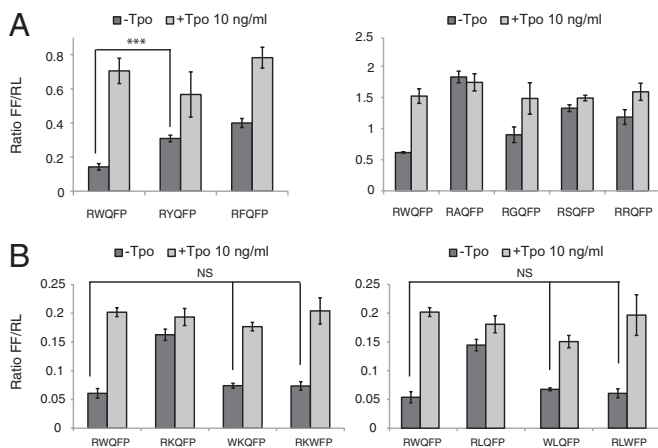 A
-Tpo +Tpo 10 ng/ml
Ratio FF/RL
0.8
0.6
0.4
0.2
0
***
RWQFP RYQFP RFQFP
-Tpo +Tpo 10 ng/ml
2.5
2
1.5
1
0.5
0
RWQFP RAQFP RGQFP RSQFP RRQFP
B
-Tpo +Tpo 10 ng/ml
NS
Ratio FF/RL
0.25
0.2
0.15
0.1
0.05
0
RWQFP RKQFP WKQFP RKWFP
-Tpo +Tpo 10 ng/ml
NS
0.25
0.2
0.15
0.1
0.05
0
RWQFP RLQFP WLQFP RLWFP